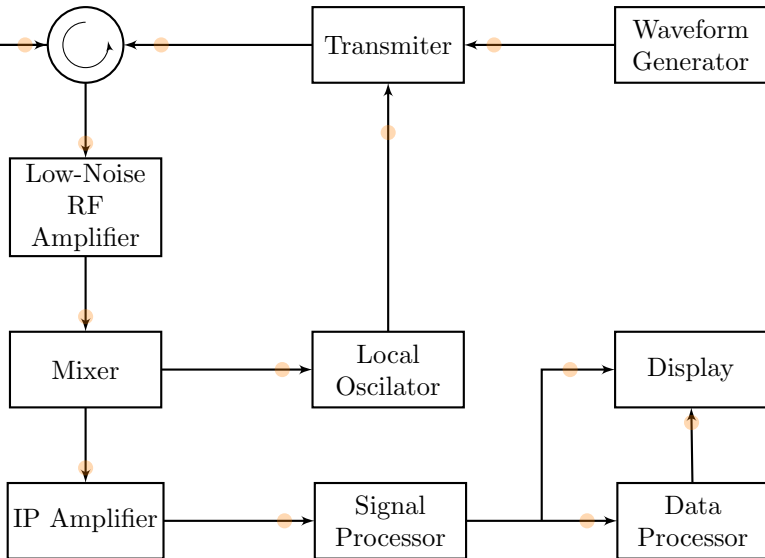 Transmiter
Waveform
Generator
Low-Noise
RF
Amplifier
Mixer
Local
Oscilator
Display
IP Amplifier
Signal
Processor
Data
Processor